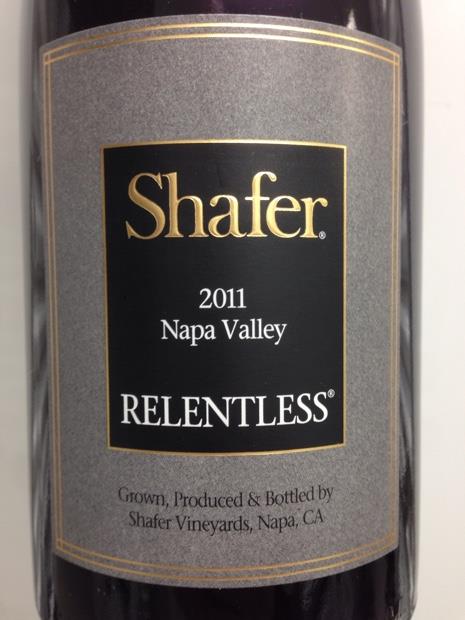 Shafer®
2011
Napa Valley
RELENTLESS®
Grown, Produced & Bottled by
Shafer Vineyards, Napa, CA